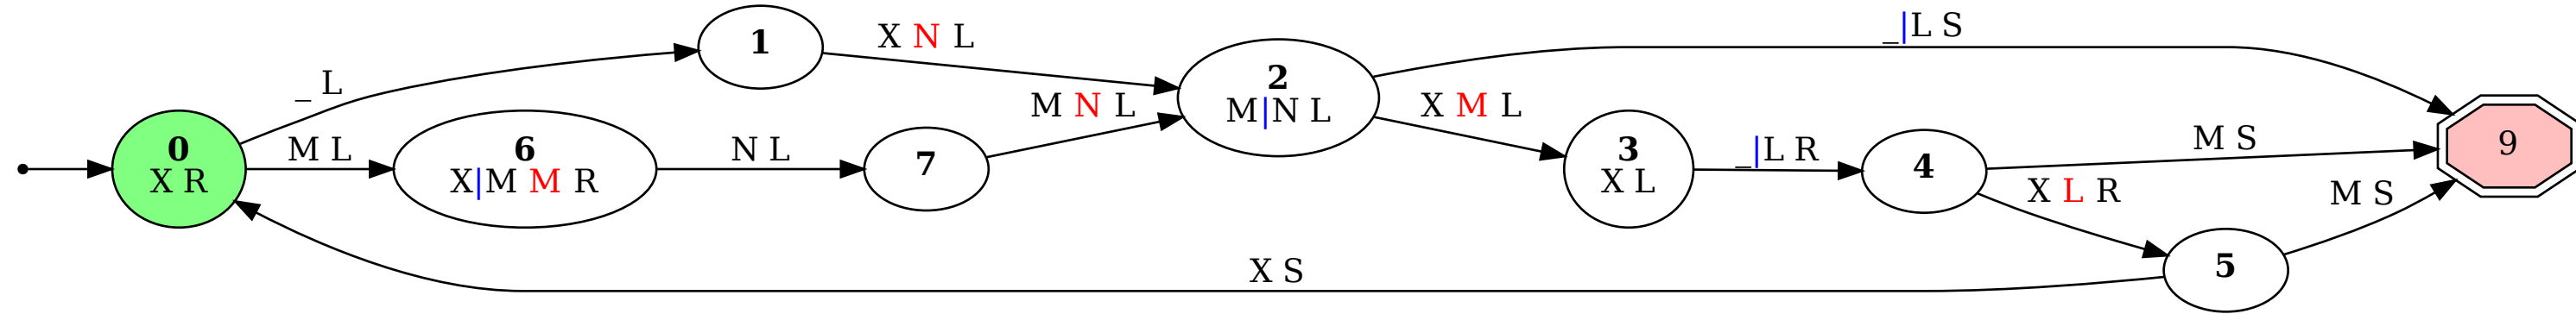 0
X R
_ L
M L
1
X N L
6
X|M M R
N L
7
M N L
2
M|N L
_|L S
X M L
3
X L
_|L R
4
M S
X L R
5
M S
X S
9